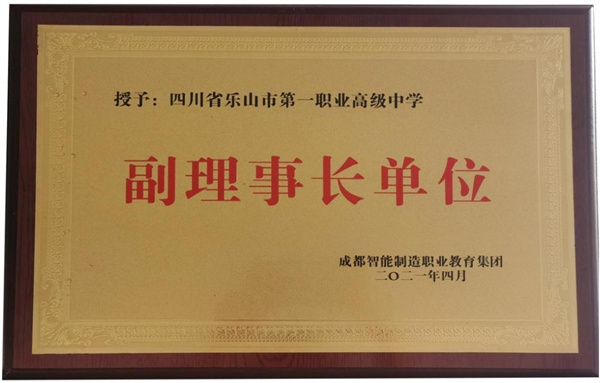 授予：四川省乐山市第一职业高级中学
副理事长单位
成都智能制造职业教育集团
二〇二一年四月